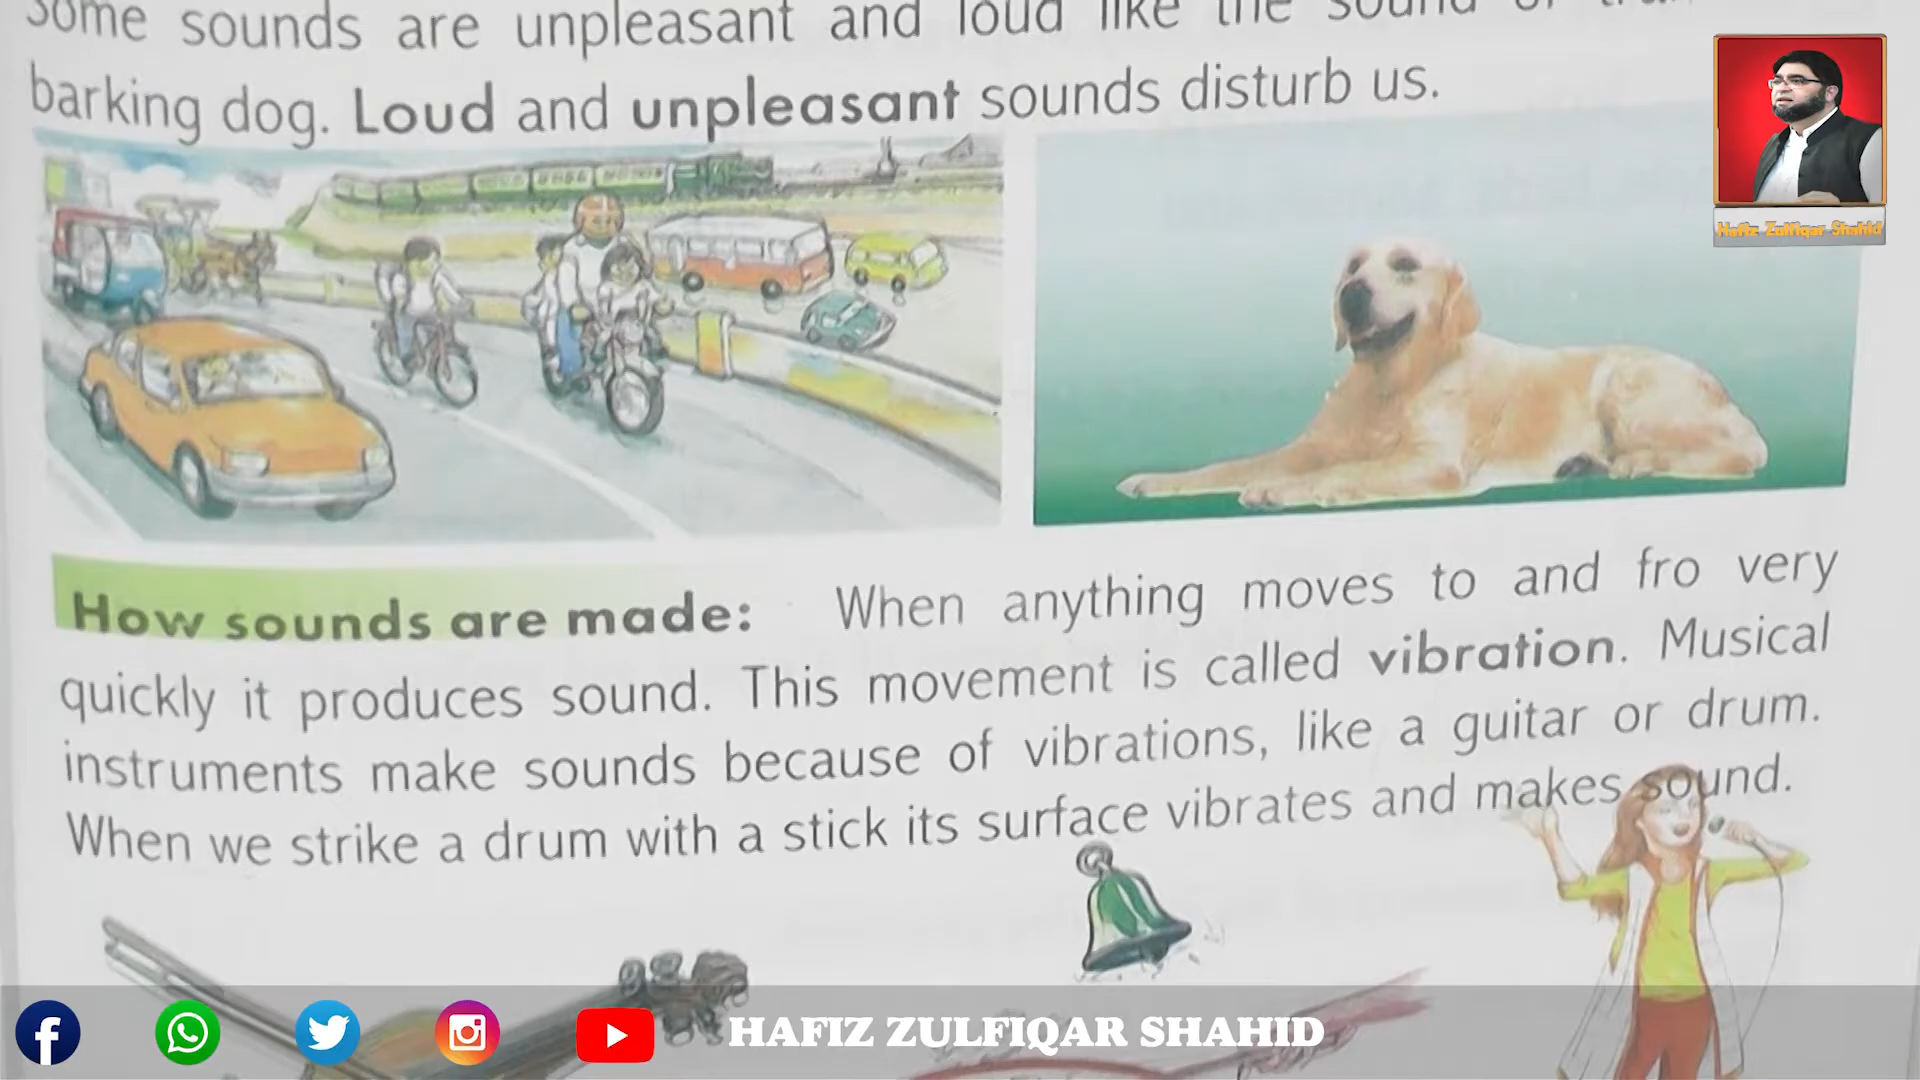 Some sounds are unpleasant and loud like the sound of
barking dog. Loud and unpleasant sounds disturb us.
Hafiz Zulfiqar Shahid
How sounds are made: When anything moves to and fro very
quickly it produces sound. This movement is called vibration. Musical
instruments make sounds because of vibrations, like a guitar or drum.
When we strike a drum with a stick its surface vibrates and makes sound.
HAFIZ ZULFIQAR SHAHID